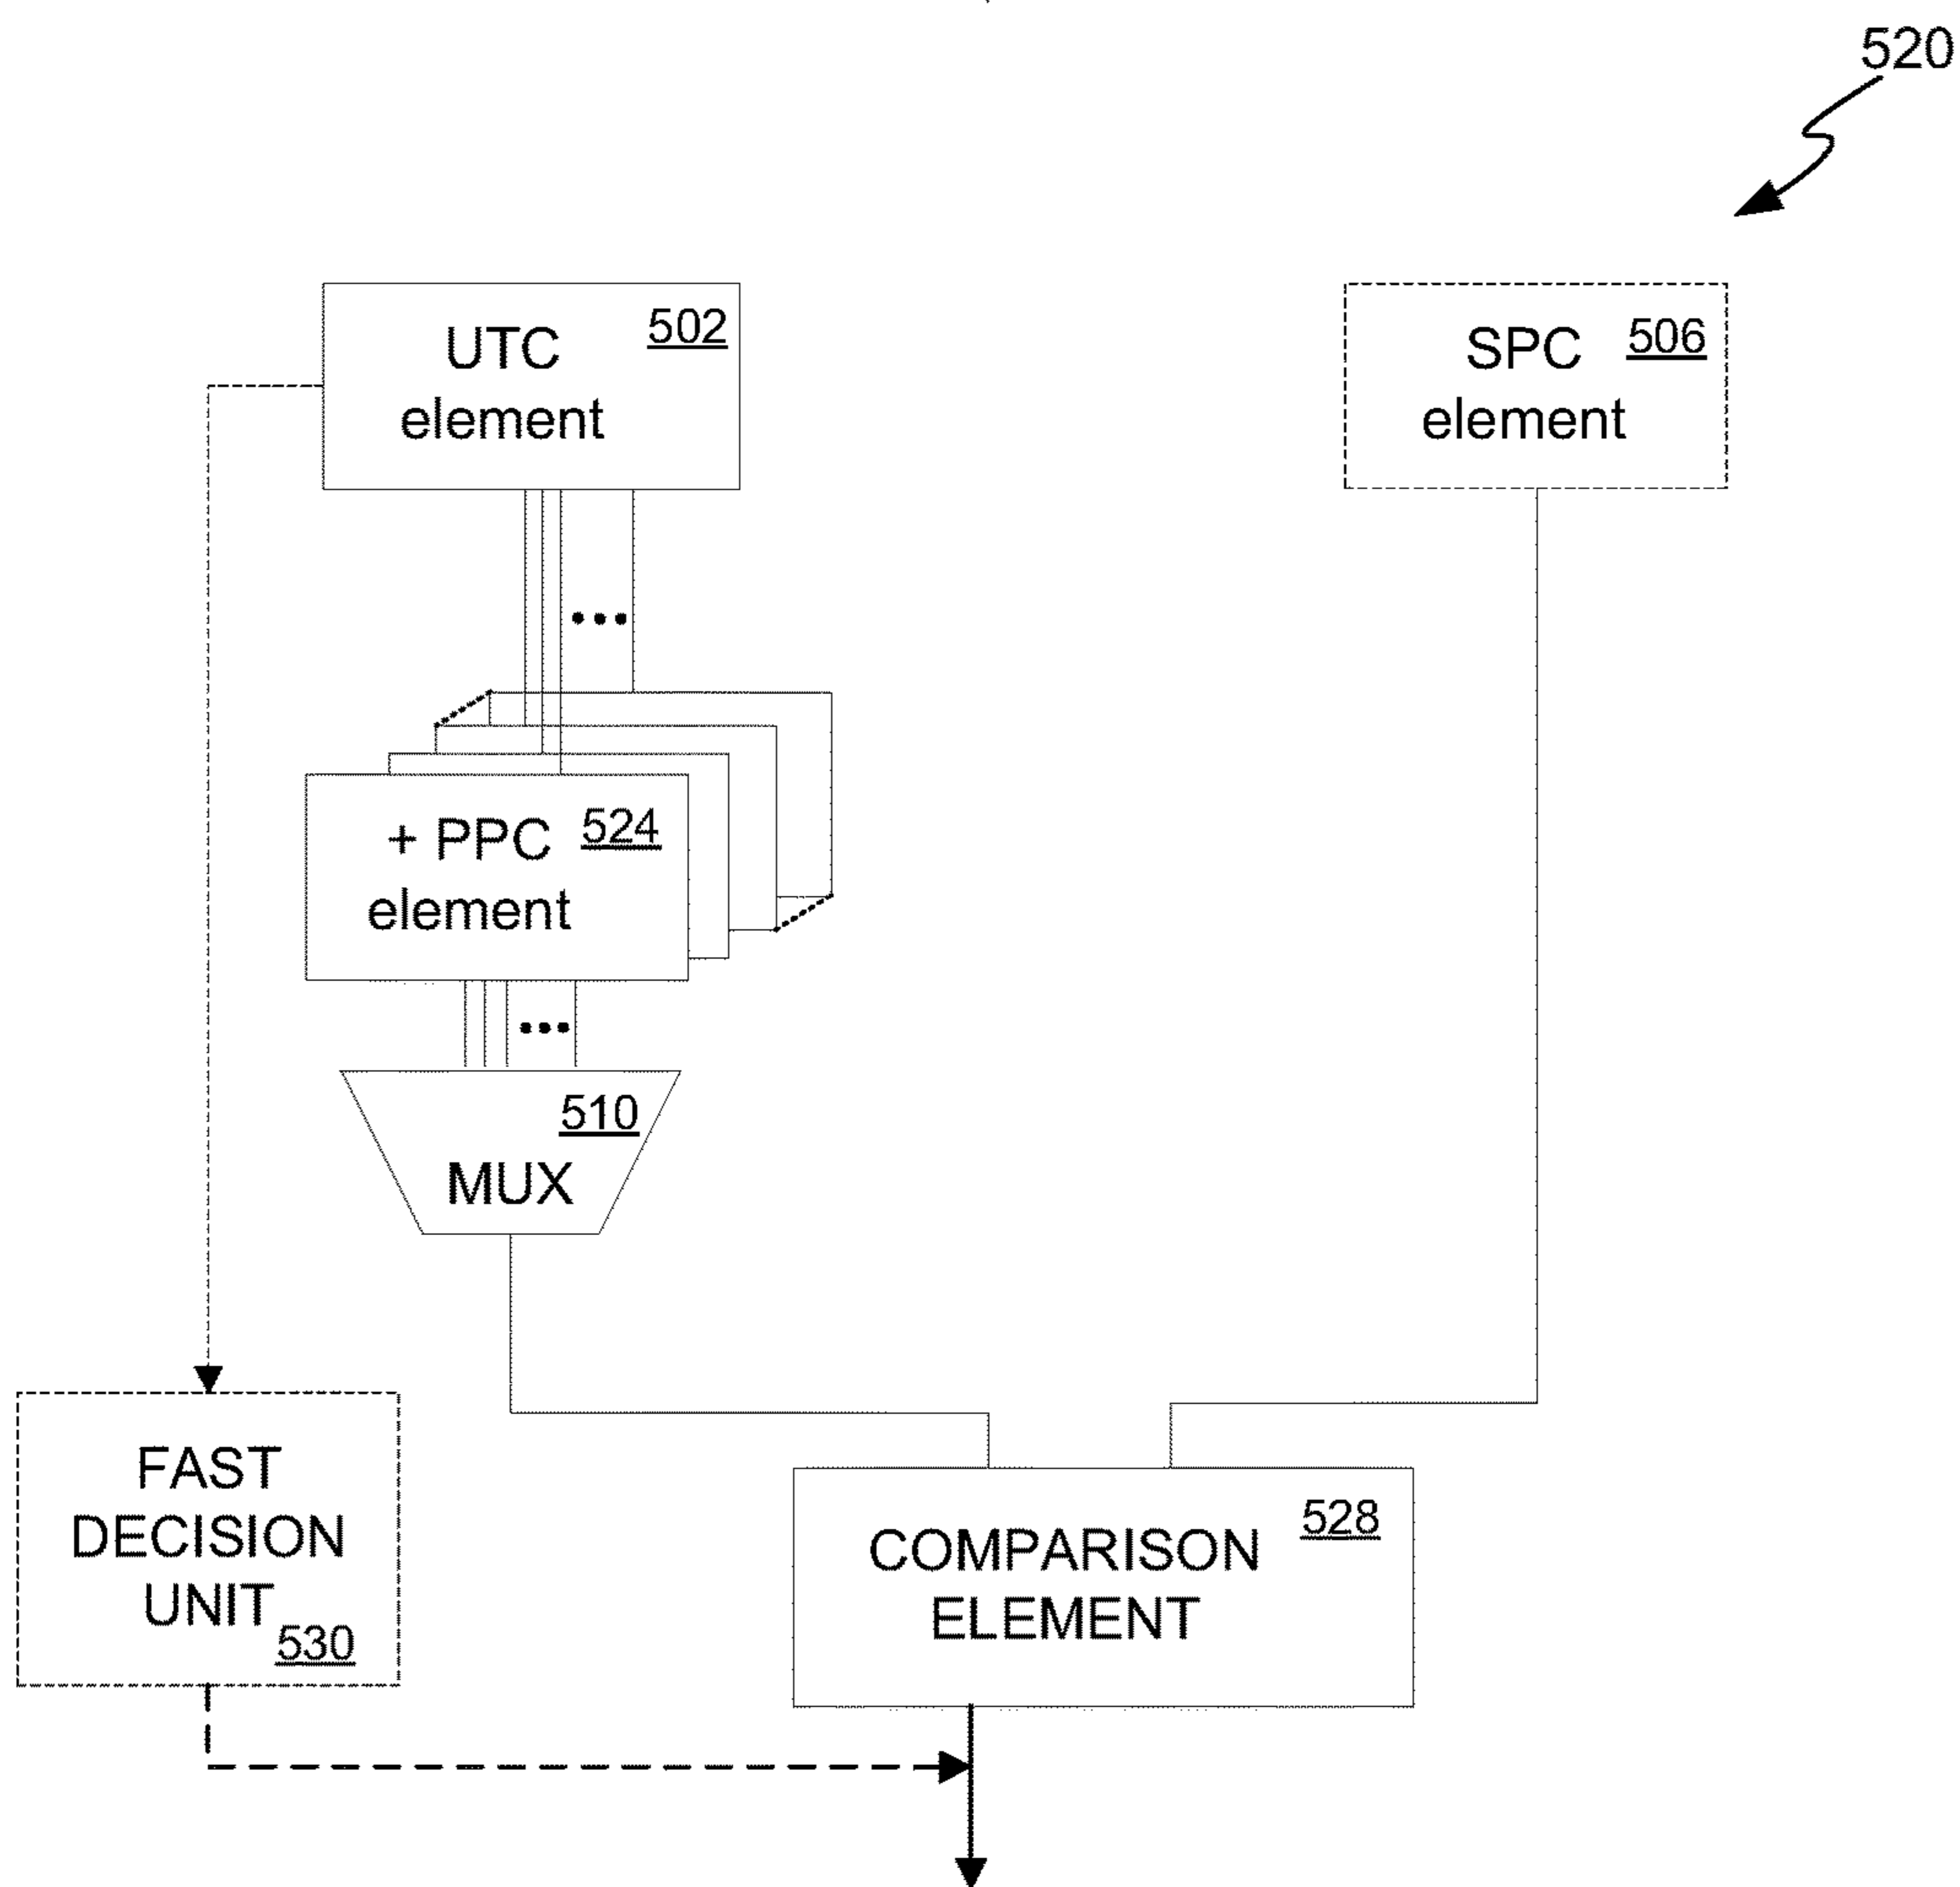 520
UTC 502
element
SPC 506
element
...
+ PPC 524
element
...
510
MUX
FAST
DECISION
UNIT
530
528
COMPARISON
ELEMENT